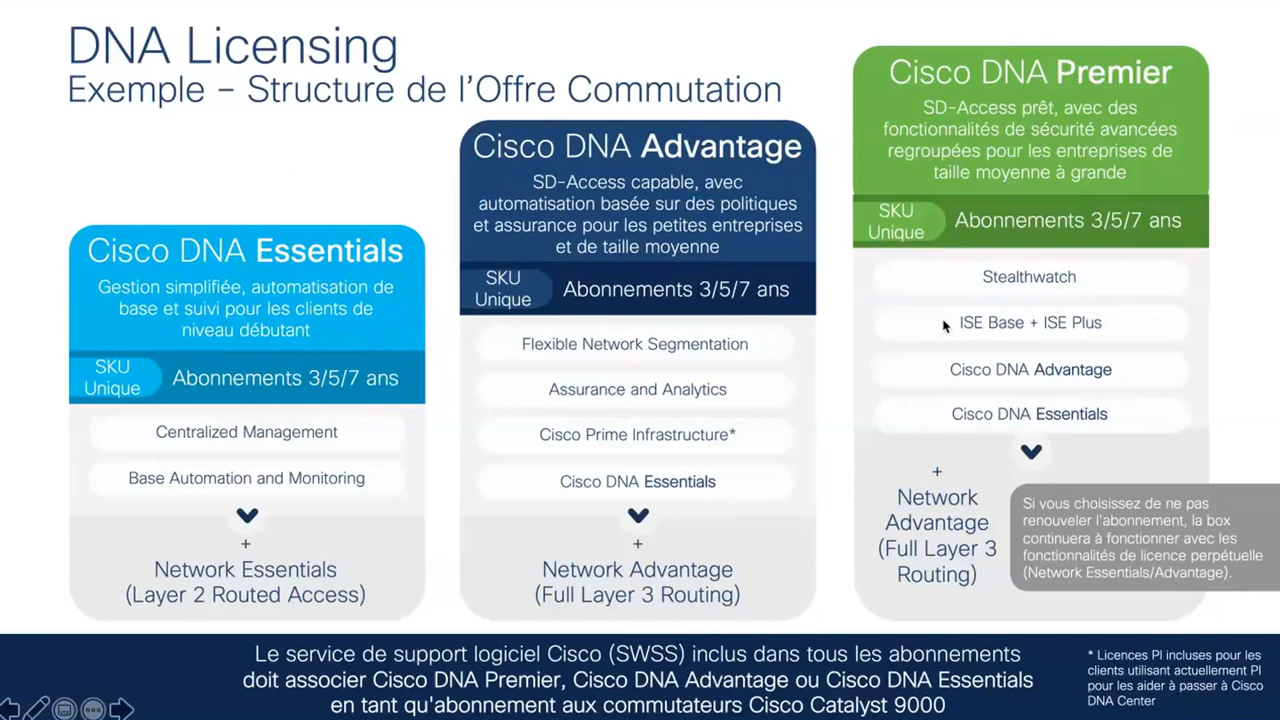 DNA Licensing
Exemple – Structure de l'Offre Commutation
Cisco DNA Essentials
Gestion simplifiée, automatisation de
base et suivi pour les clients de
niveau débutant
SKU
Unique
Abonnements 3/5/7 ans
Centralized Management
Base Automation and Monitoring
+
Network Essentials
(Layer 2 Routed Access)
Cisco DNA Advantage
SD-Access capable, avec
automatisation basée sur des politiques
et assurance pour les petites entreprises
et de taille moyenne
SKU
Unique
Abonnements 3/5/7 ans
Flexible Network Segmentation
Assurance and Analytics
Cisco Prime Infrastructure*
Cisco DNA Essentials
+
Network Advantage
(Full Layer 3 Routing)
Cisco DNA Premier
SD-Access prêt, avec des
fonctionnalités de sécurité avancées
regroupées pour les entreprises de
taille moyenne à grande
SKU
Unique
Abonnements 3/5/7 ans
Stealthwatch
ISE Base + ISE Plus
Cisco DNA Advantage
Cisco DNA Essentials
+
Network
Advantage
(Full Layer 3
Routing)
Si vous choisissez de ne pas
renouveler l'abonnement, la box
continuera à fonctionner avec les
fonctionnalités de licence perpétuelle
(Network Essentials/Advantage).
Le service de support logiciel Cisco (SWSS) inclus dans tous les abonnements
doit associer Cisco DNA Premier, Cisco DNA Advantage ou Cisco DNA Essentials
en tant qu'abonnement aux commutateurs Cisco Catalyst 9000
* Licences PI incluses pour les
clients utilisant actuellement PI
pour les aider à passer à Cisco
DNA Center